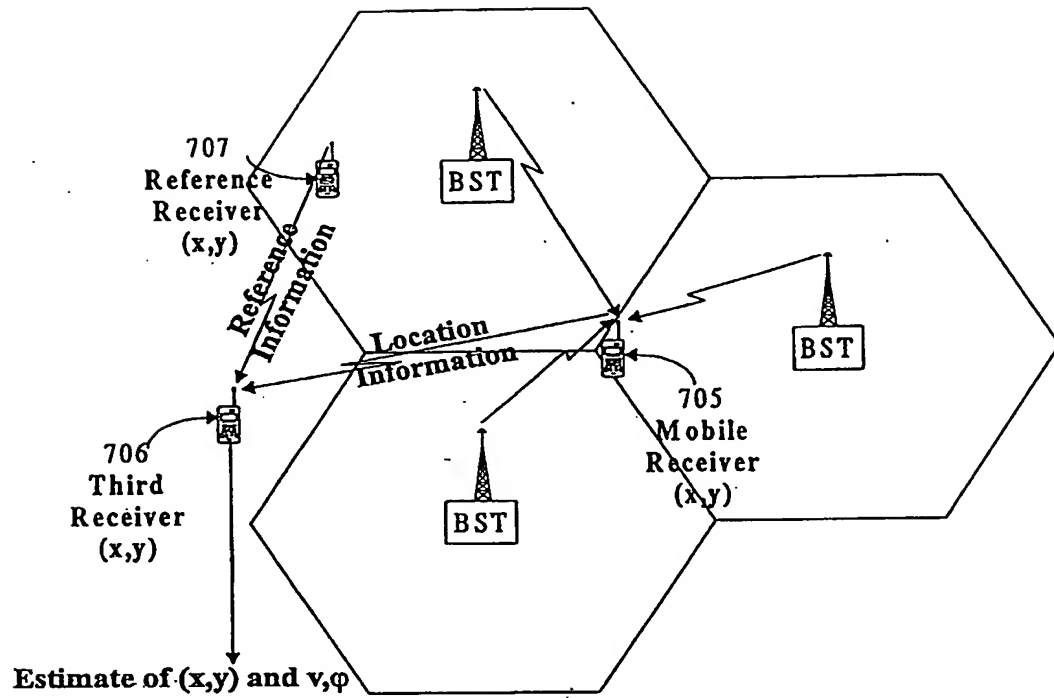 707
Reference
Receiver
(x,y)
BST
Reference
Information
Location
Information
BST
705
Mobile
Receiver
(x,y)
706
Third
Receiver
(x,y)
BST
Estimate of (x,y) and v,φ